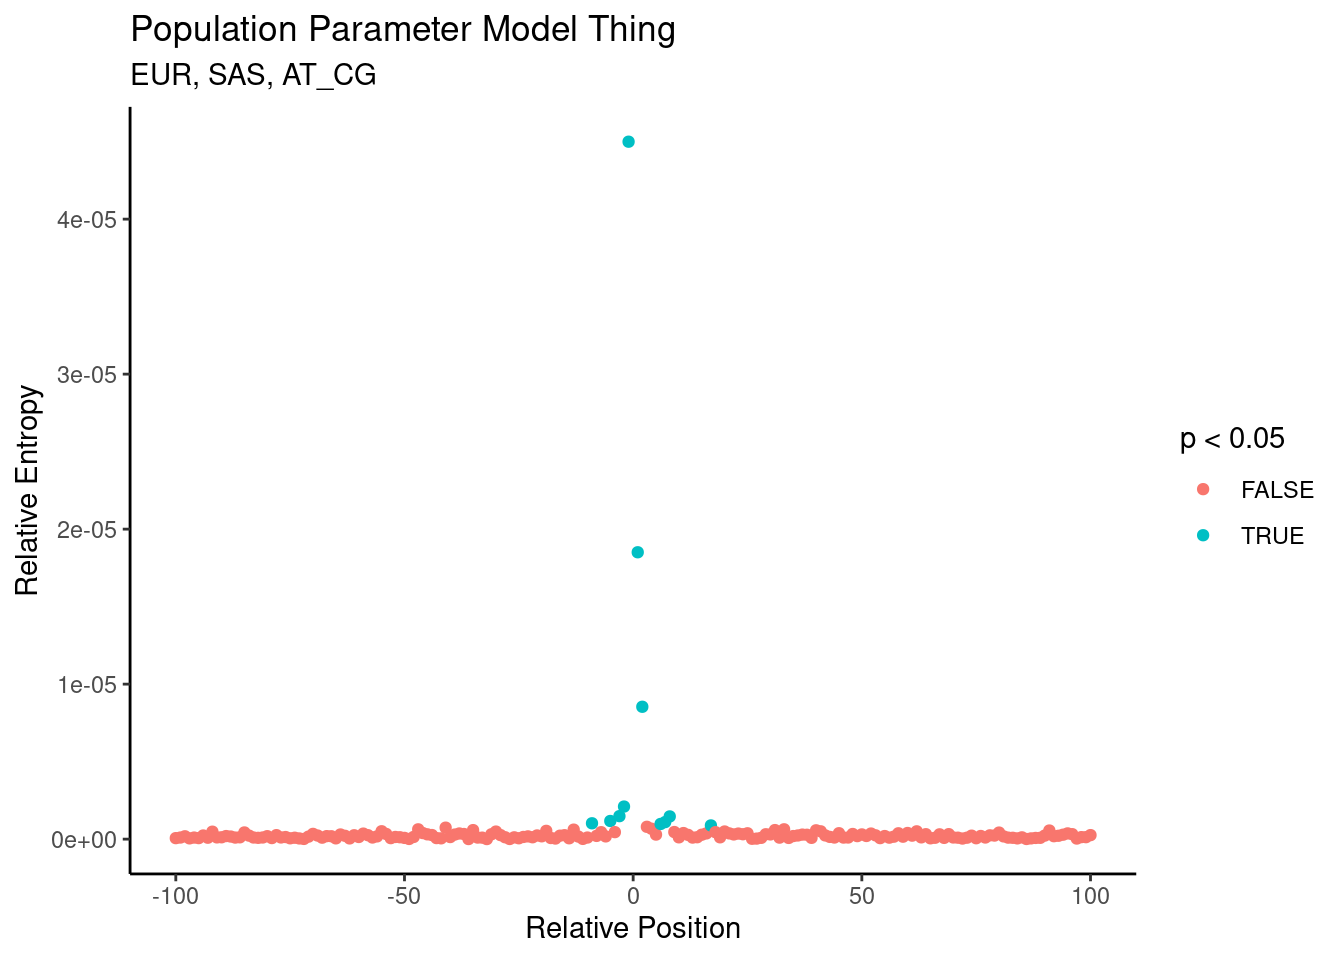 Population Parameter Model Thing
EUR, SAS, AT_CG
4e-05
3e-05
2e-05
1e-05
0e+00
Relative Entropy
-100
-50
0
50
100
Relative Position
p < 0.05
FALSE
TRUE